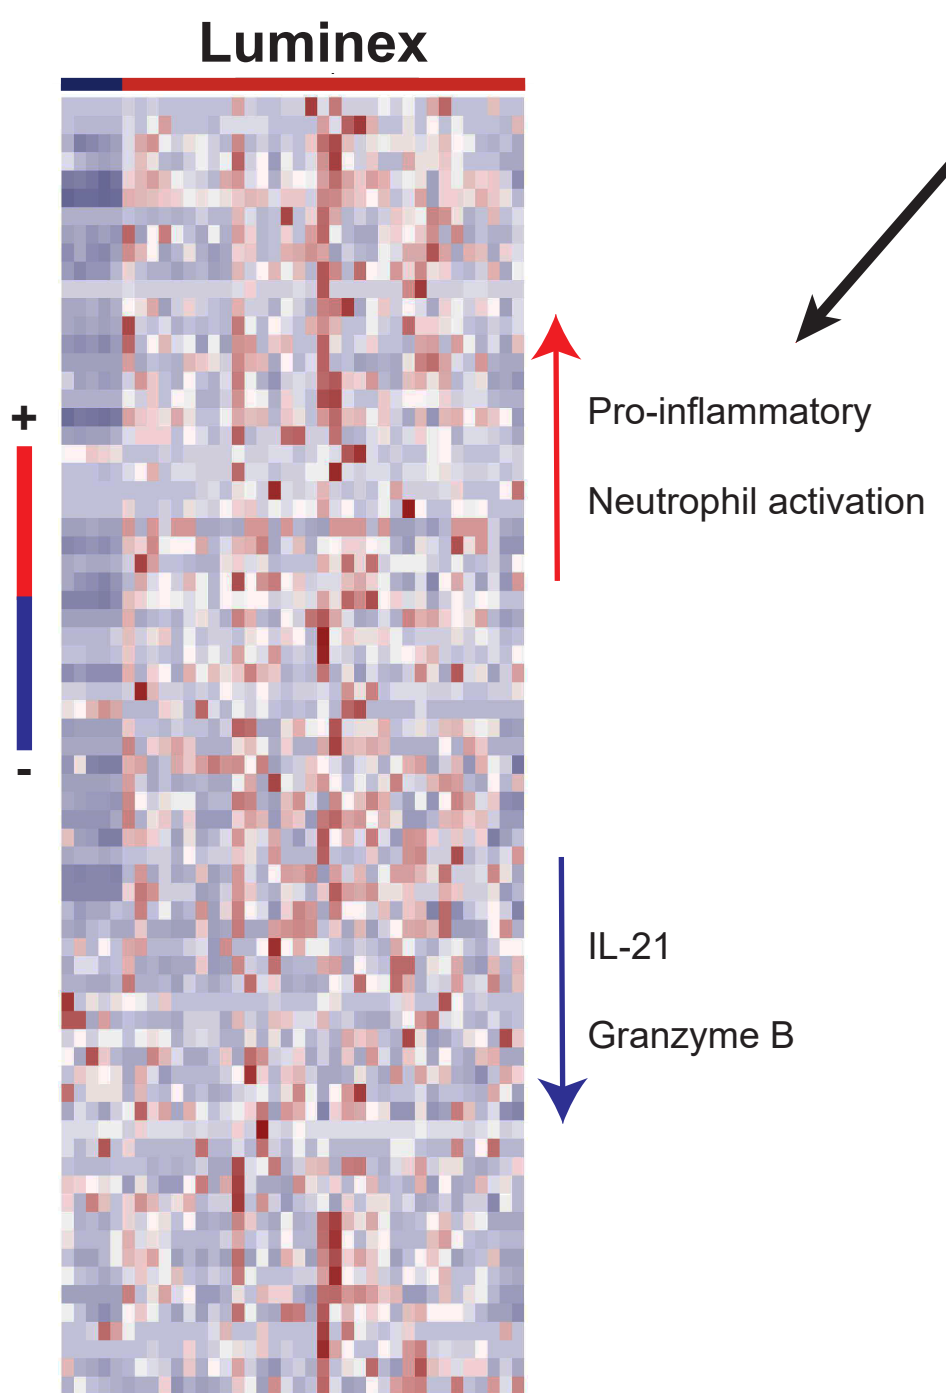 Luminex
+
-
Pro-inflammatory
Neutrophil activation
IL-21
Granzyme B